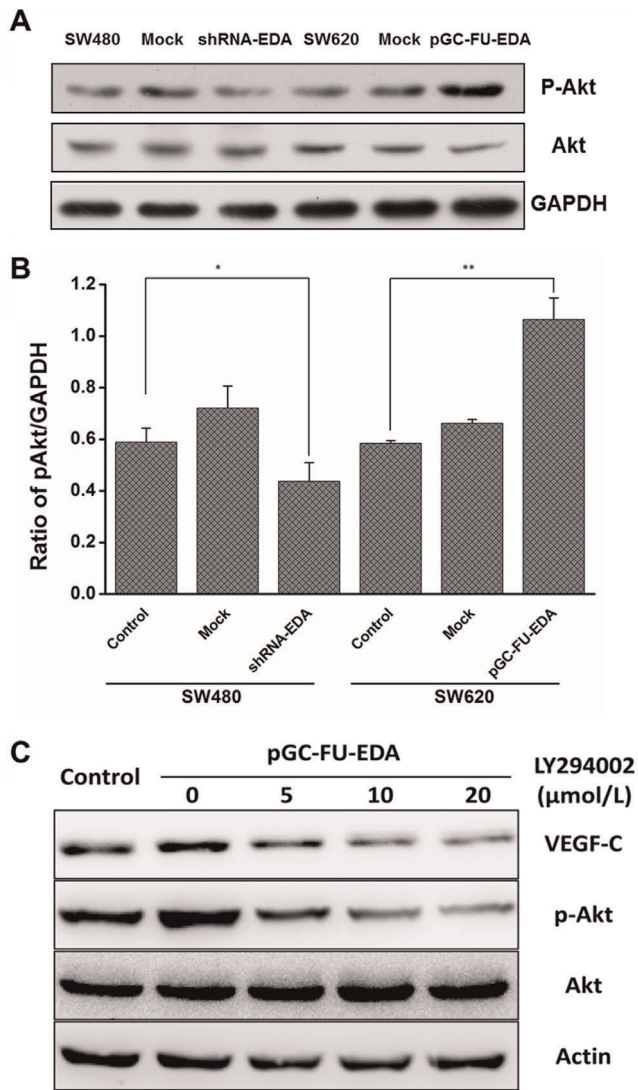 A
SW480 Mock shRNA-EDA SW620 Mock pGC-FU-EDA
P-Akt
Akt
GAPDH
B
* **
1.2
1.0
0.8
0.6
0.4
0.2
0.0
Ratio of pAkt/GAPDH
Control Mock shRNA-EDA Control Mock pGC-FU-EDA
SW480 SW620
C
pGC-FU-EDA
Control LY294002
0 5 10 20 (μmol/L)
VEGF-C
p-Akt
Akt
Actin